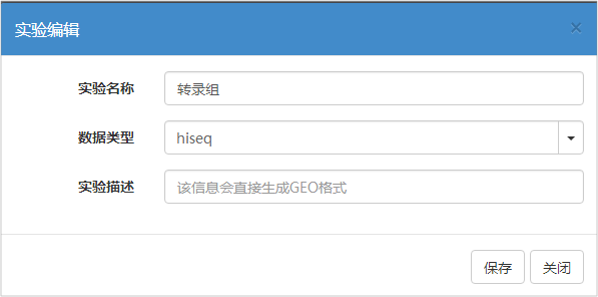 实验编辑 ×
实验名称 转录组
数据类型 hiseq
实验描述 该信息会直接生成GEO格式
保存 关闭